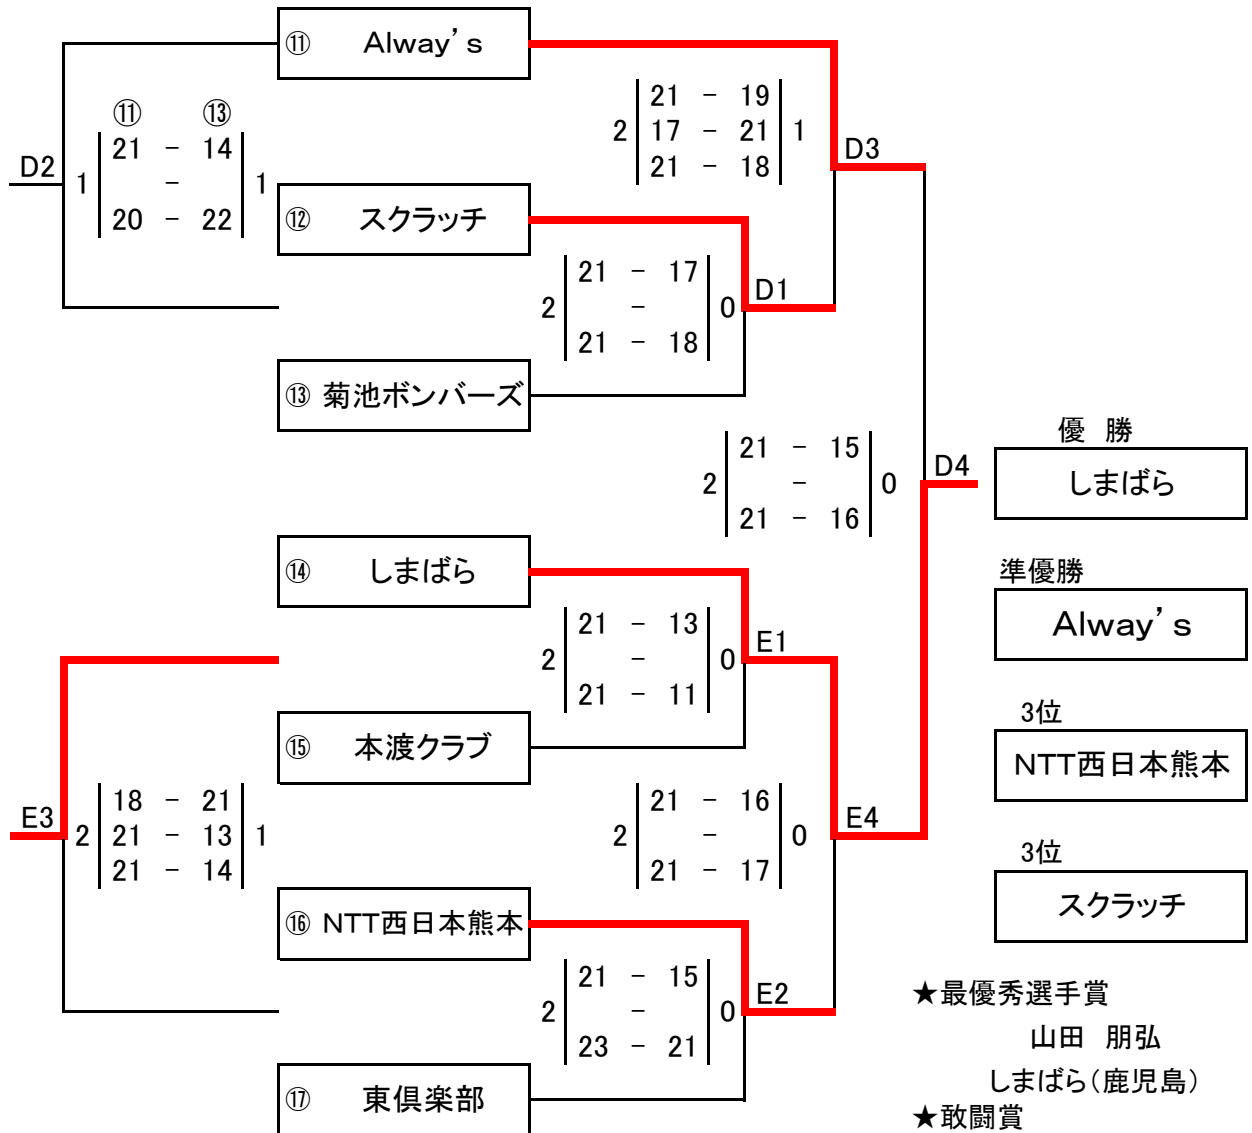 ⑪ Alway's
⑪ ⑬
D2 1 21 - 14 1
-
20 - 22
2 21 - 19 1
17 - 21
21 - 18
D3
⑫ スクラッチ
2 21 - 17 0
-
21 - 18
D1
⑬ 菊池ボンバーズ
2 21 - 15 0
-
21 - 16
D4
優 勝
しまばら
⑭ しまばら
準優勝
Alway's
2 21 - 13 0
-
21 - 11
E1
⑮ 本渡クラブ
3位
NTT西日本熊本
E3 2 18 - 21 1
21 - 13
21 - 14
2 21 - 16 0
-
21 - 17
E4
3位
スクラッチ
⑯ NTT西日本熊本
2 21 - 15 0
-
23 - 21
E2
⑰ 東倶楽部
★最優秀選手賞
山田 朋弘
しまばら(鹿児島)
★敢闘賞